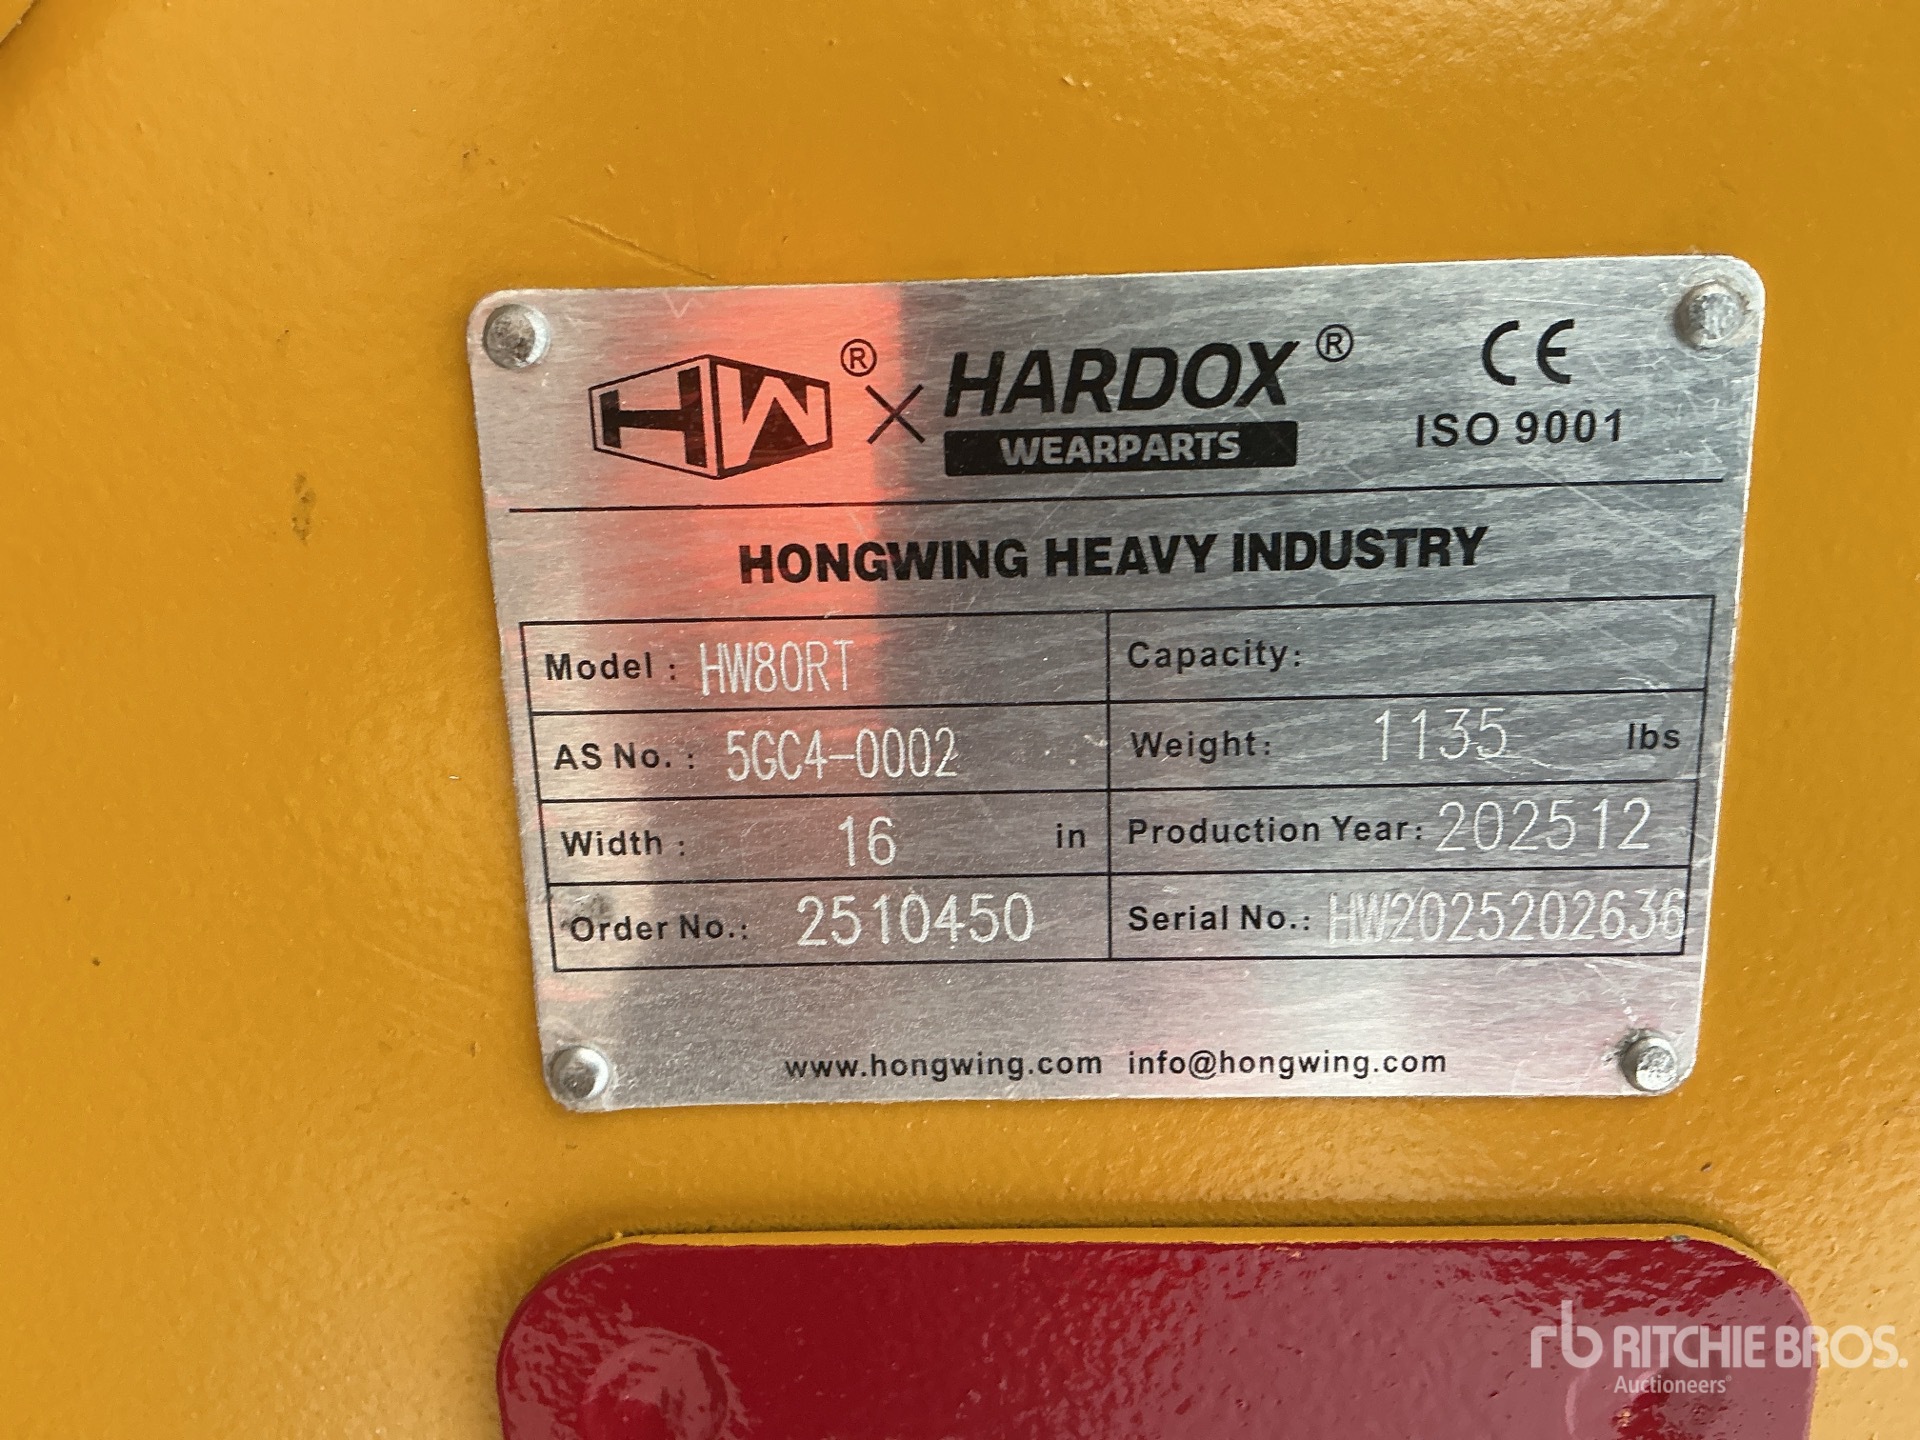 HW® × HARDOX® CE
WEARPARTS ISO 9001
HONGWING HEAVY INDUSTRY
Model : HW80RT Capacity:
AS No. : 5GC4-0002 Weight: 1135 lbs
Width : 16 in Production Year: 202512
Order No.: 2510450 Serial No.: HW2025202636
www.hongwing.com info@hongwing.com
rb RITCHIE BROS.
Auctioneers